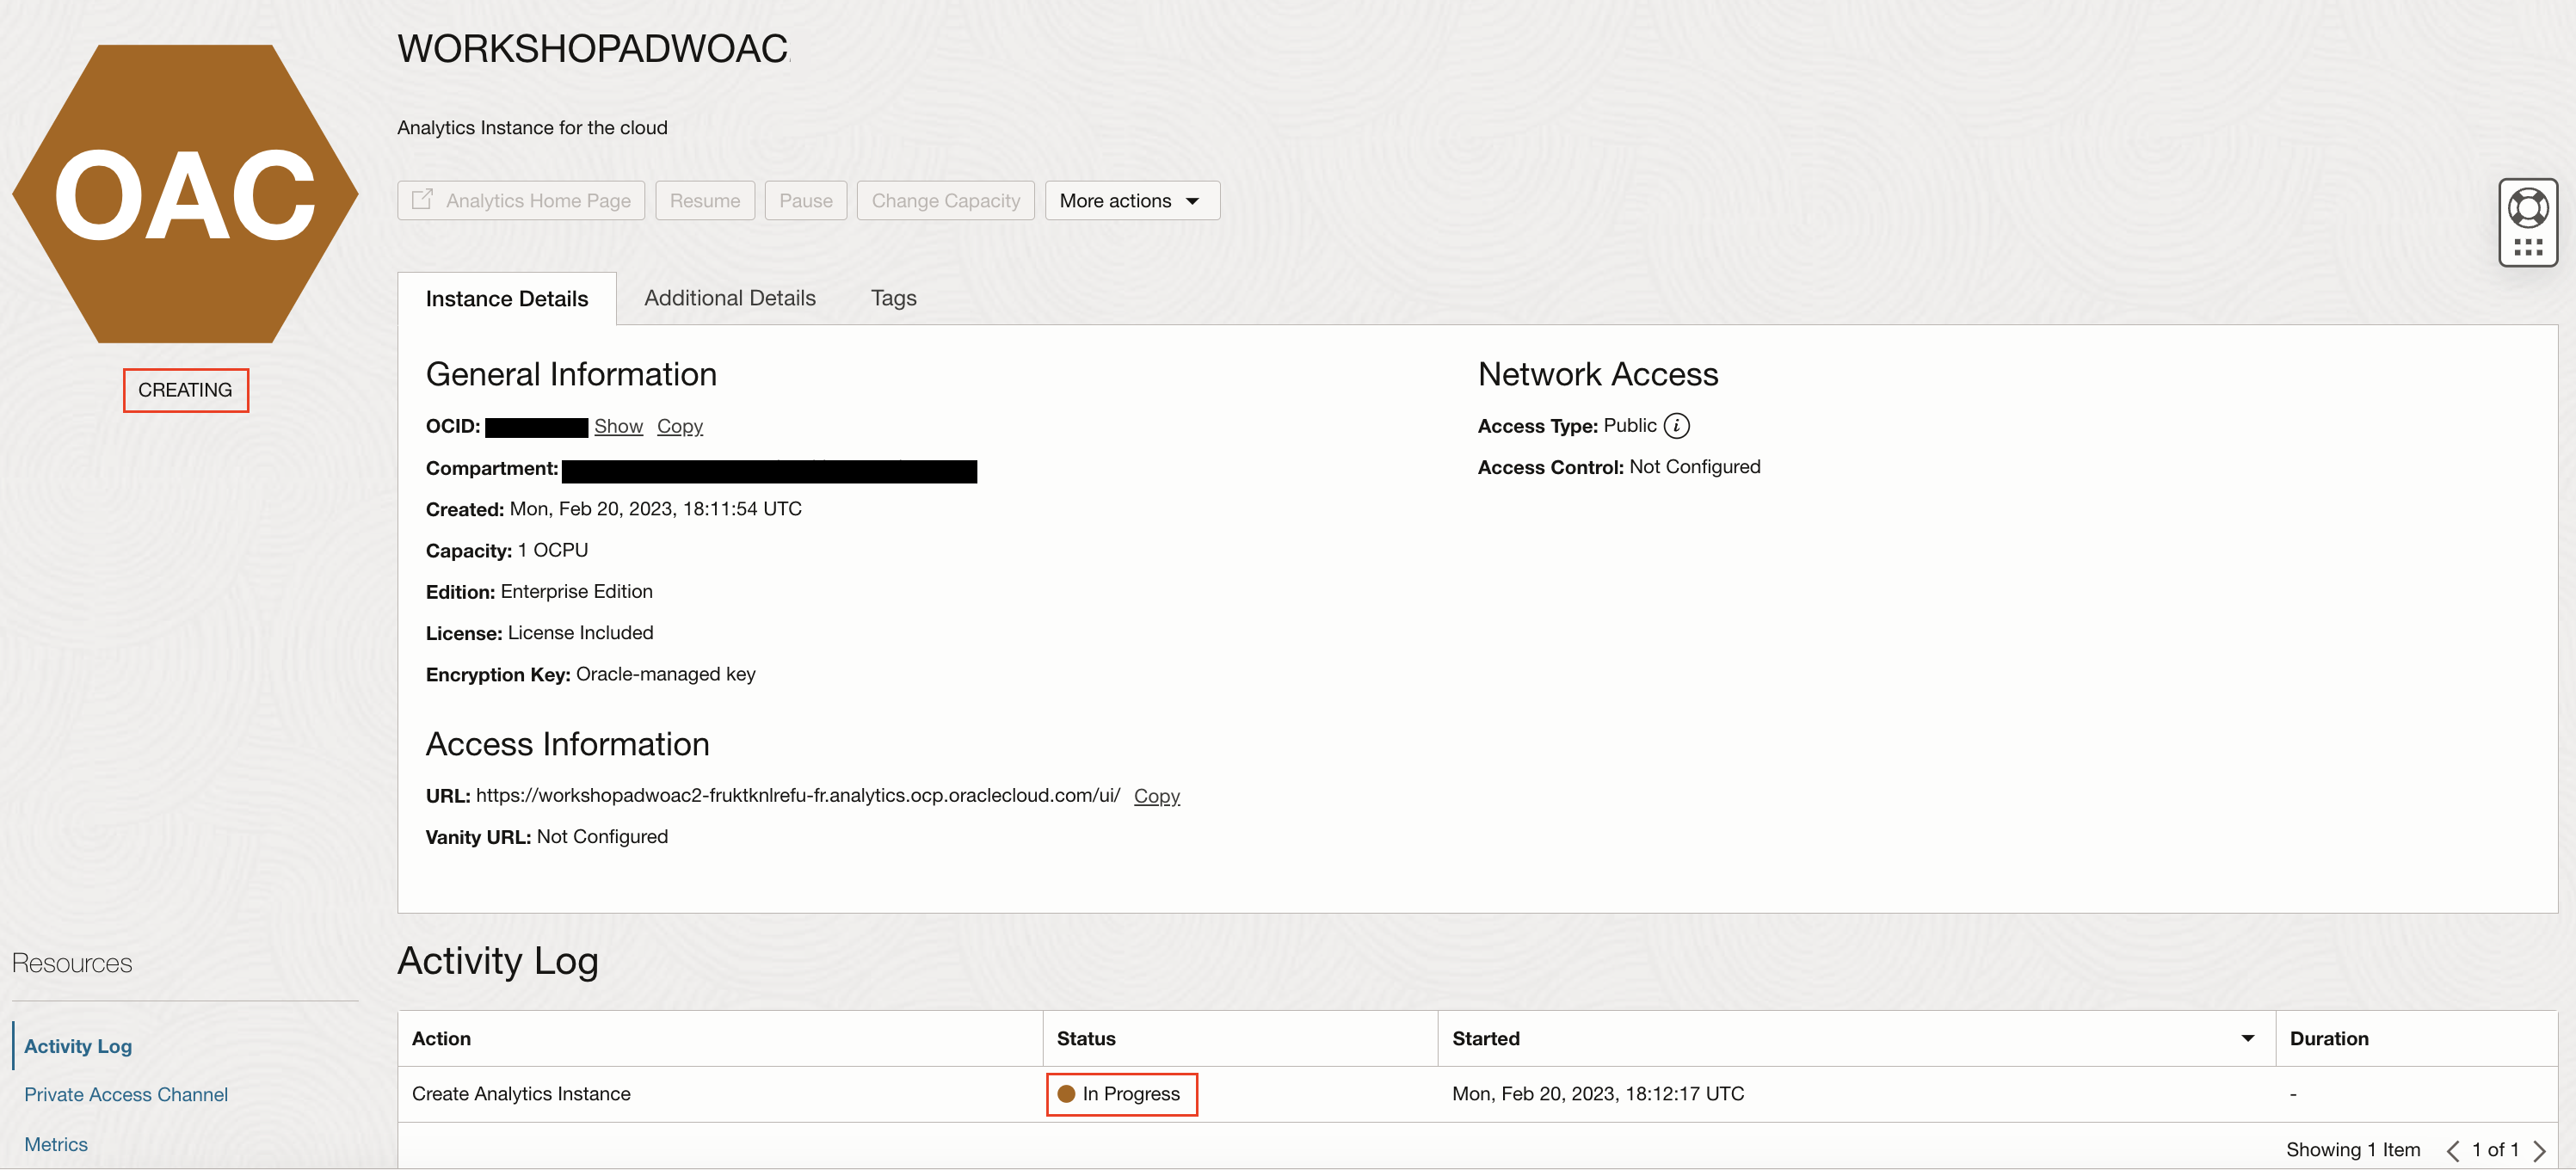 WORKSHOPADWOAC
Analytics Instance for the cloud
OAC
CREATING
Analytics Home Page Resume Pause Change Capacity More actions
Instance Details Additional Details Tags
General Information
OCID: Show Copy
Compartment:
Created: Mon, Feb 20, 2023, 18:11:54 UTC
Capacity: 1 OCPU
Edition: Enterprise Edition
License: License Included
Encryption Key: Oracle-managed key
Access Information
URL: https://workshopadwoac2-fruktknlrefu-fr.analytics.ocp.oraclecloud.com/ui/ Copy
Vanity URL: Not Configured
Network Access
Access Type: Public i
Access Control: Not Configured
Resources
Activity Log
Private Access Channel
Metrics
Activity Log
Action Status Started Duration
Create Analytics Instance In Progress Mon, Feb 20, 2023, 18:12:17 UTC -
Showing 1 Item < 1 of 1 >